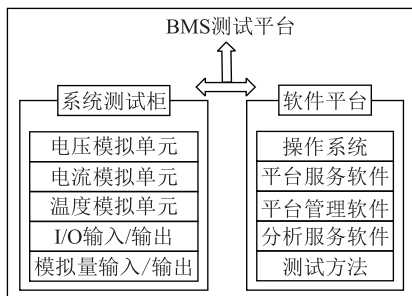 BMS测试平台
系统测试柜
电压模拟单元
电流模拟单元
温度模拟单元
I/O输入/输出
模拟量输入/输出
软件平台
操作系统
平台服务软件
平台管理软件
分析服务软件
测试方法